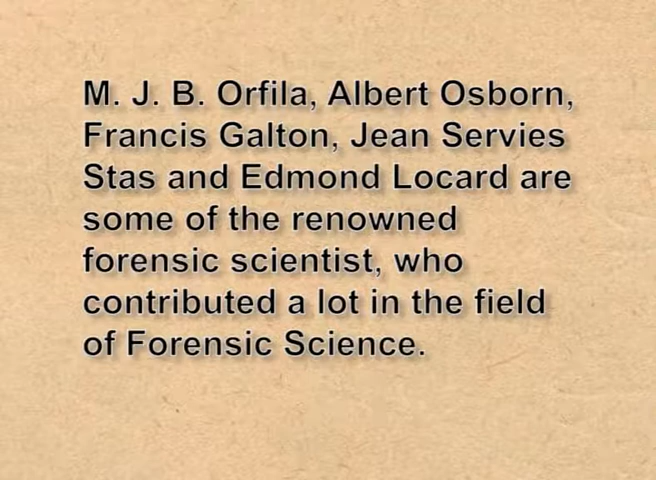 M. J. B. Orfila, Albert Osborn,
Francis Galton, Jean Servies
Stas and Edmond Locard are
some of the renowned
forensic scientist, who
contributed a lot in the field
of Forensic Science.